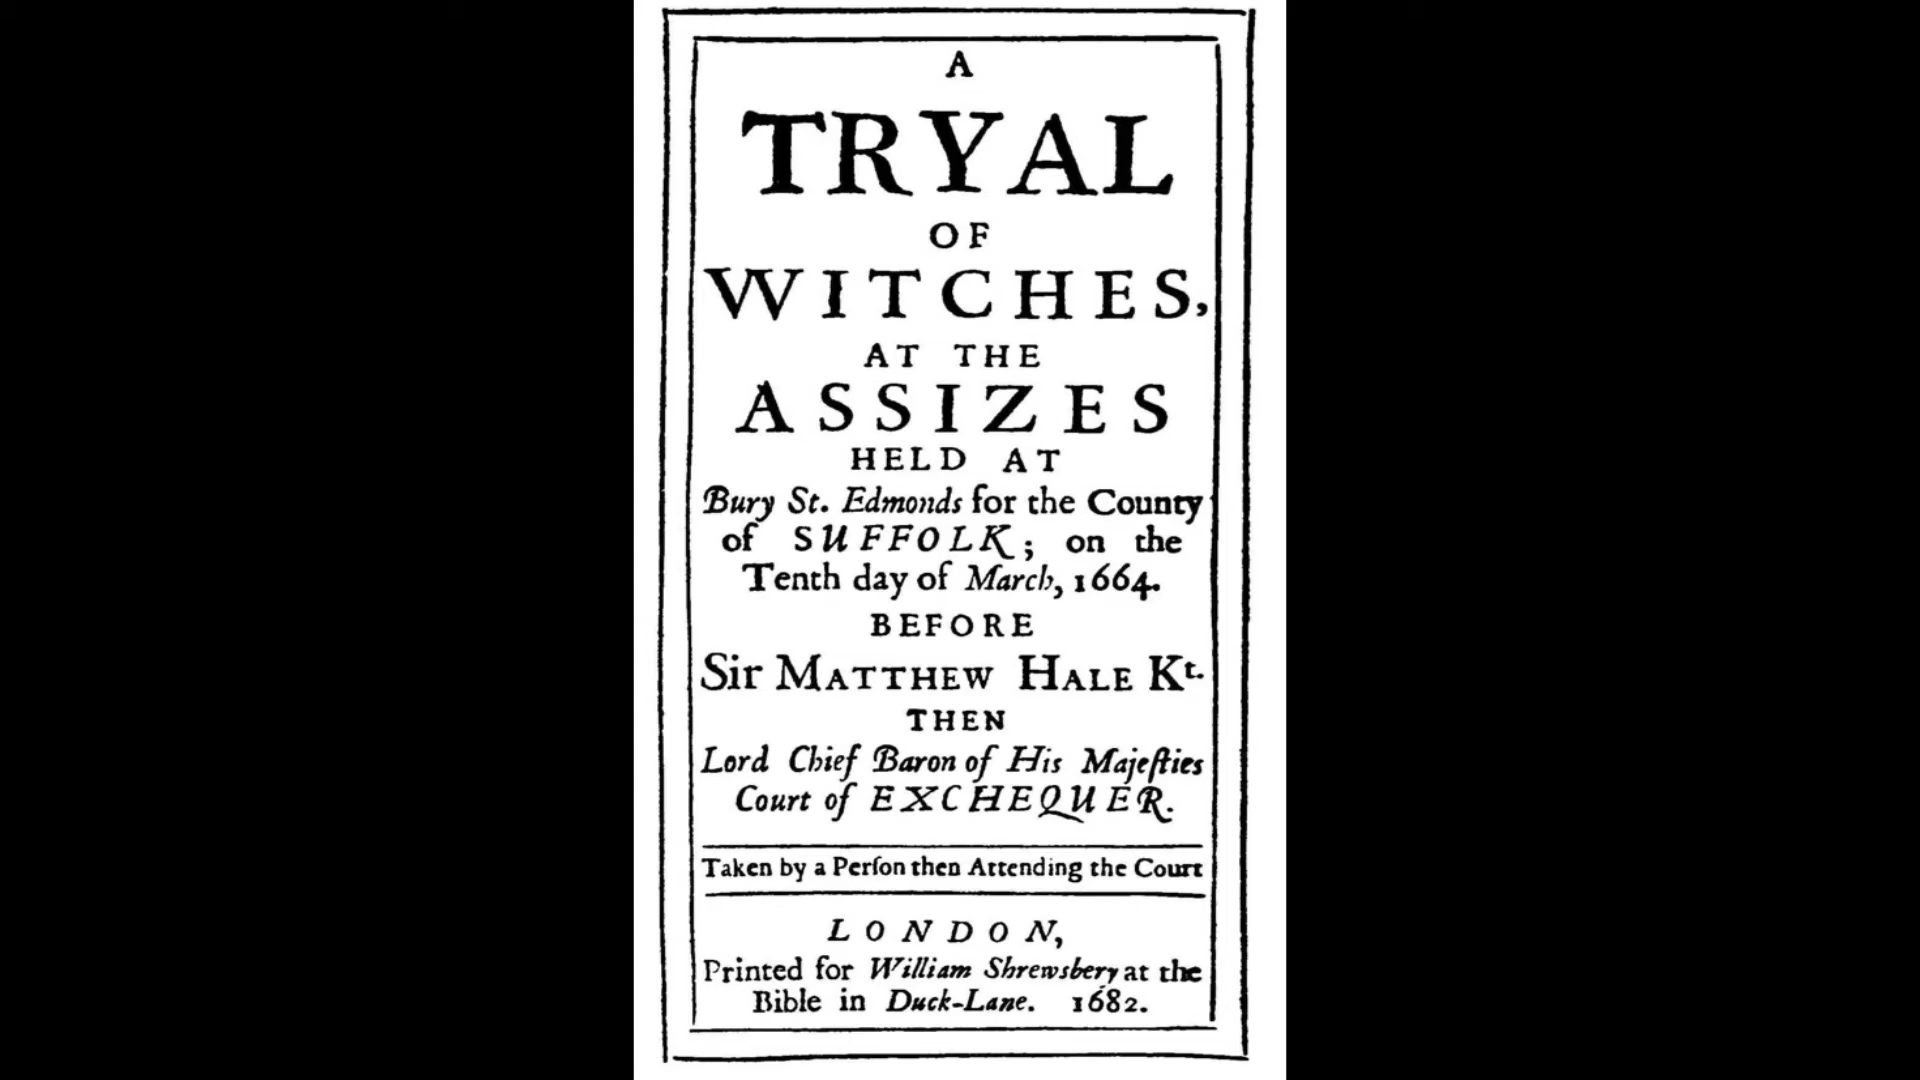 A
TRYAL
OF
WITCHES,
AT THE
ASSIZES
HELD AT
Bury St. Edmonds for the County
of SUFFOLK; on the
Tenth day of March, 1664.
BEFORE
Sir MATTHEW HALE Kt.
THEN
Lord Chief Baron of His Majeſties
Court of EXCHEQUER.
Taken by a Perſon then Attending the Court
LONDON,
Printed for William Shrewsbery at the
Bible in Duck-Lane. 1682.